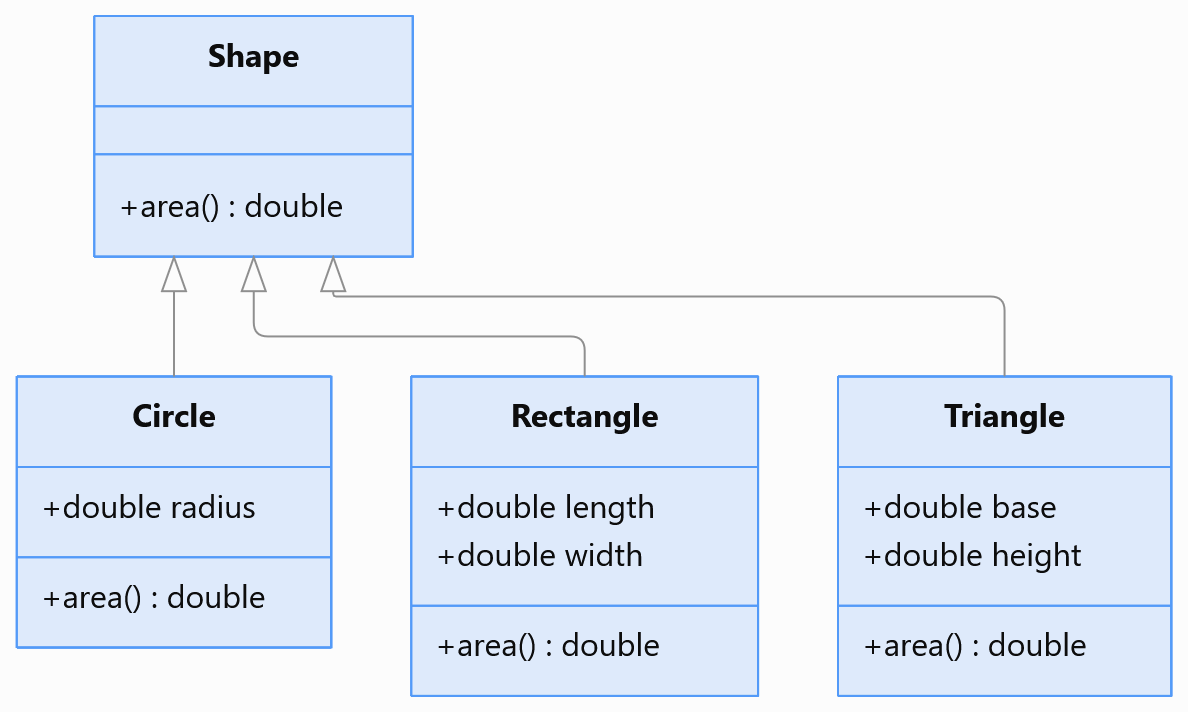 Shape
+area() : double
Circle
+double radius
+area() : double
Rectangle
+double length
+double width
+area() : double
Triangle
+double base
+double height
+area() : double